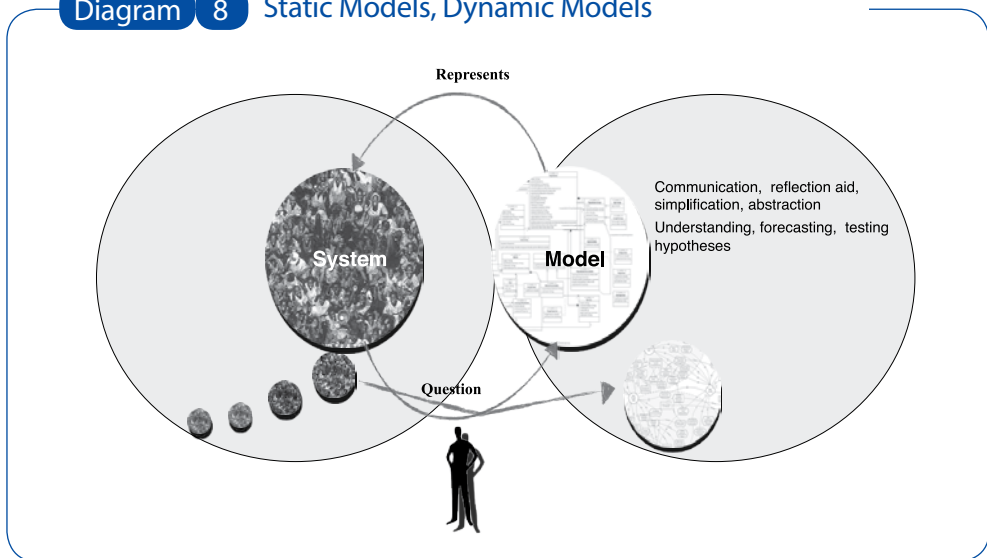 Diagram 8 Static Models, Dynamic Models
Represents
Communication, reflection aid,
simplification, abstraction
Understanding, forecasting, testing
hypotheses
System
Model
Question